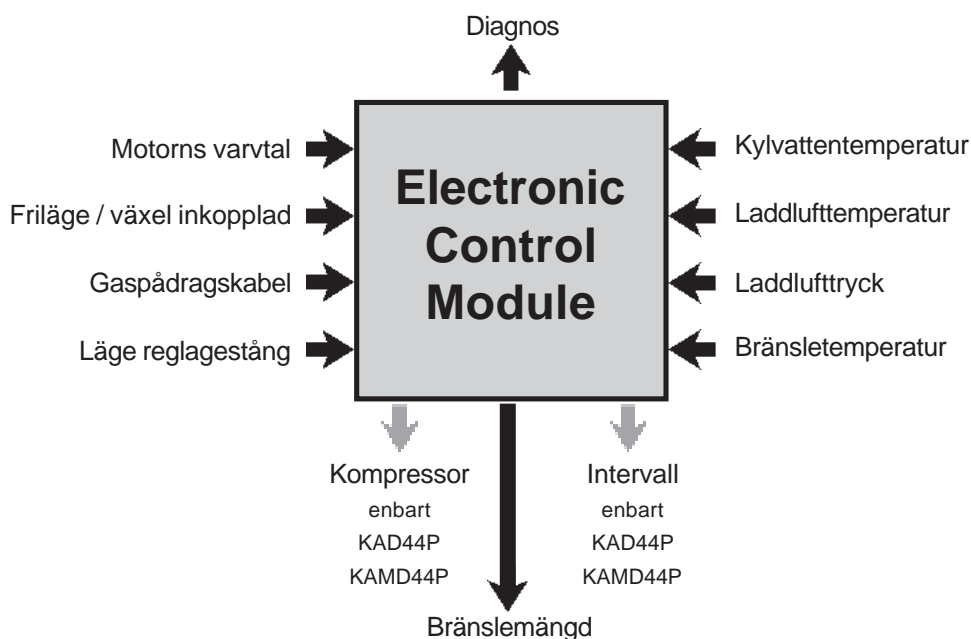 Diagnos
Motorns varvtal
Friläge / växel inkopplad
Gaspådragskabel
Läge reglagestång
Electronic
Control
Module
Kylvattentemperatur
Laddlufttemperatur
Laddlufttryck
Bränsletemperatur
Kompressor
enbart
KAD44P
KAMD44P
Intervall
enbart
KAD44P
KAMD44P
Bränslemängd